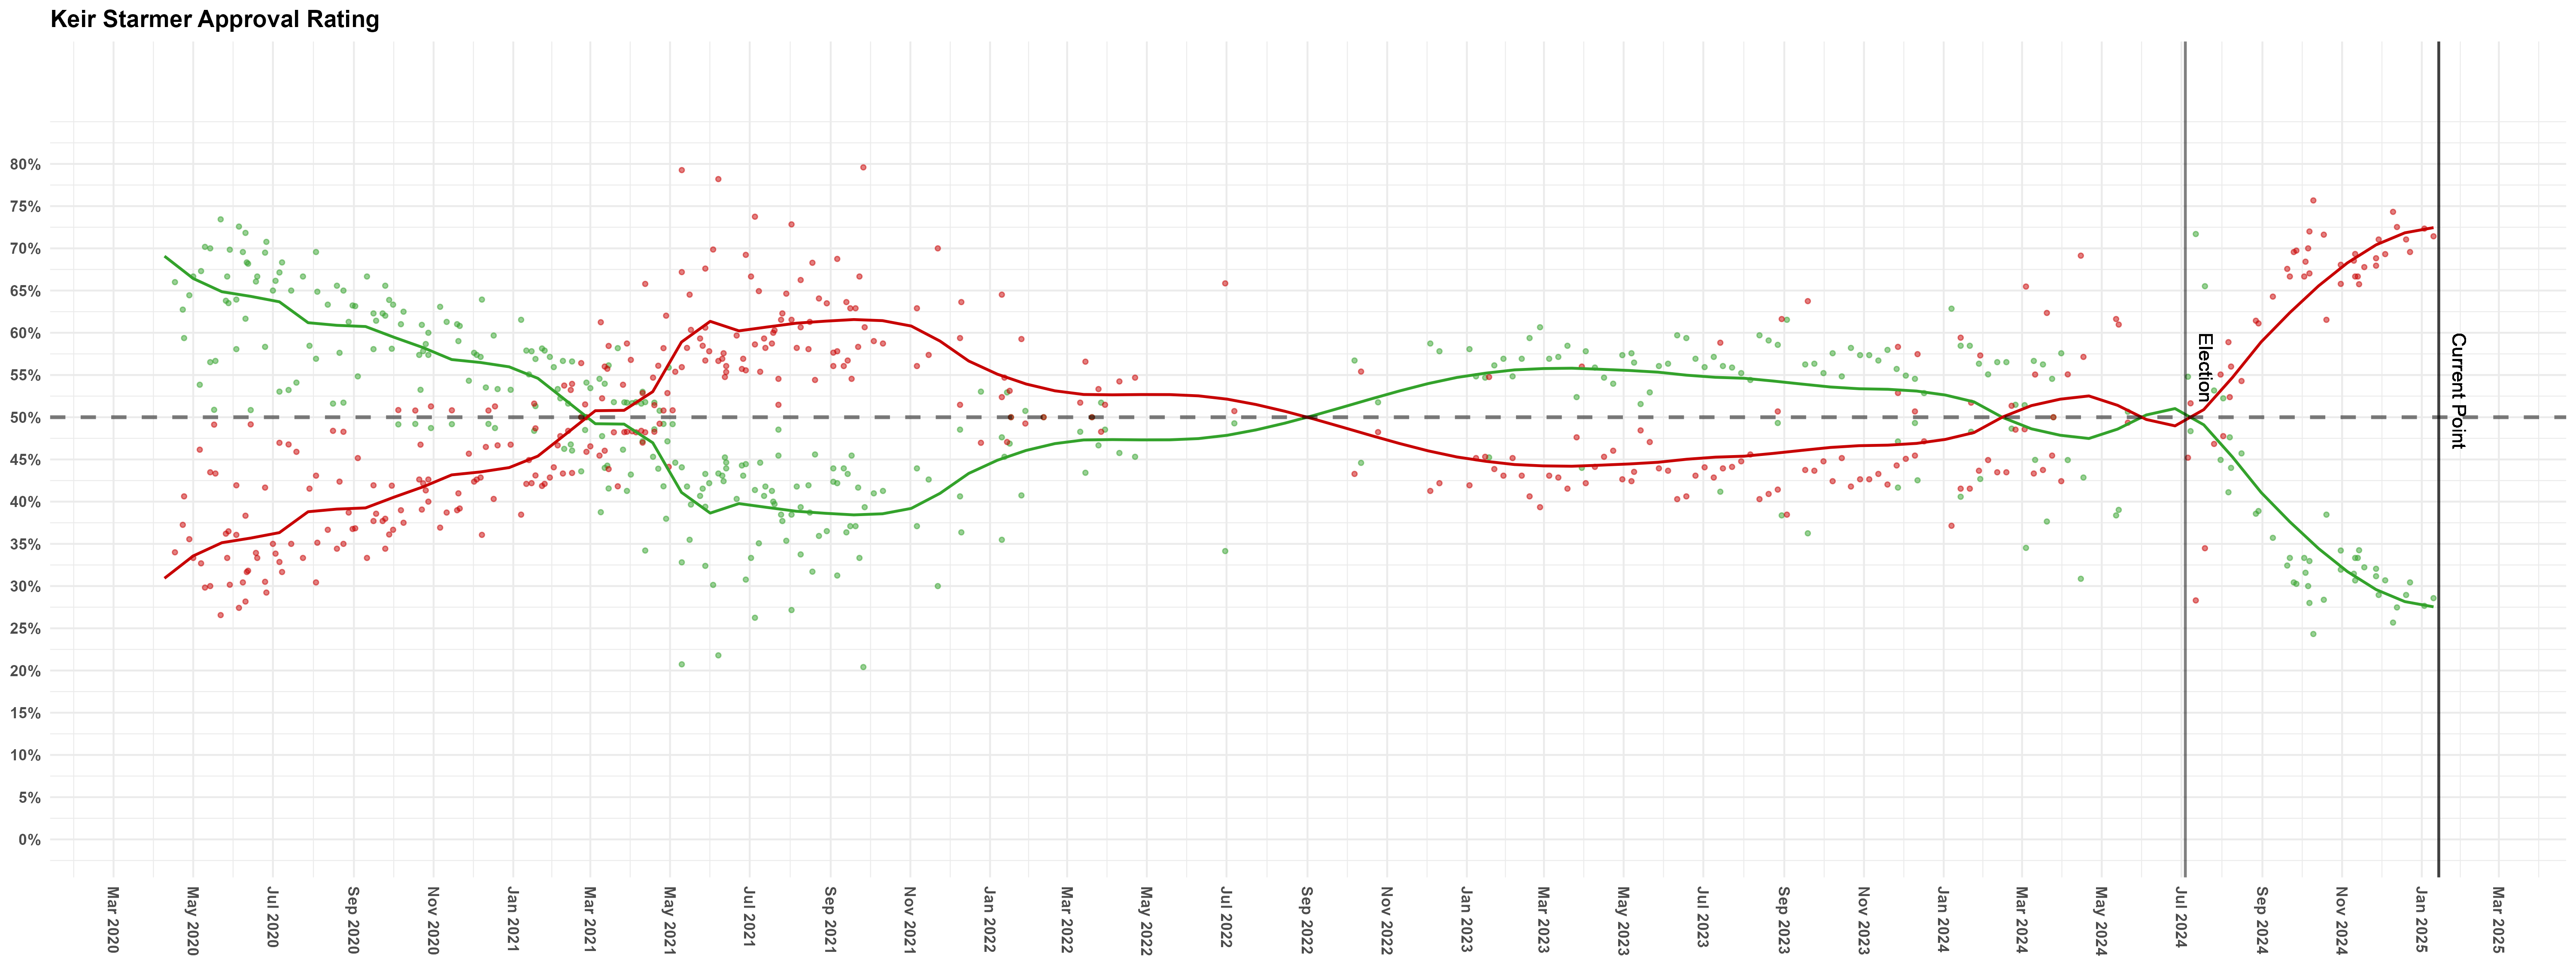 Keir Starmer Approval Rating
80%
75%
70%
65%
60%
55%
50%
45%
40%
35%
30%
25%
20%
15%
10%
5%
0%
Election
Current Point
Mar 2020
May 2020
Jul 2020
Sep 2020
Nov 2020
Jan 2021
Mar 2021
May 2021
Jul 2021
Sep 2021
Nov 2021
Jan 2022
Mar 2022
May 2022
Jul 2022
Sep 2022
Nov 2022
Jan 2023
Mar 2023
May 2023
Jul 2023
Sep 2023
Nov 2023
Jan 2024
Mar 2024
May 2024
Jul 2024
Sep 2024
Nov 2024
Jan 2025
Mar 2025